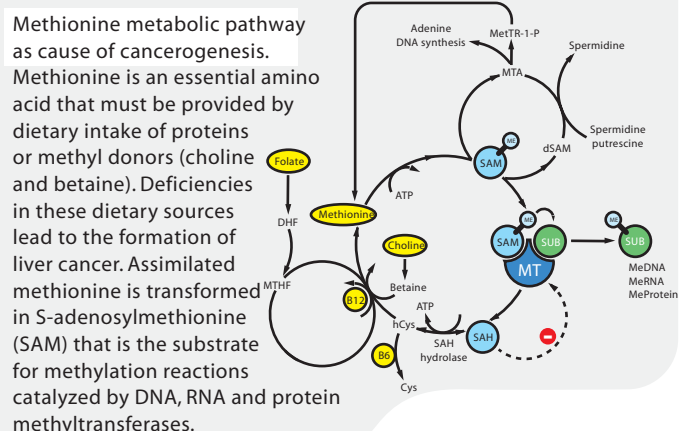 Methionine metabolic pathway
as cause of cancerogenesis.
Methionine is an essential amino
acid that must be provided by
dietary intake of proteins
or methyl donors (choline
and betaine). Deficiencies
in these dietary sources
lead to the formation of
liver cancer. Assimilated
methionine is transformed
in S-adenosylmethionine
(SAM) that is the substrate
for methylation reactions
catalyzed by DNA, RNA and protein
methyltransferases.
Adenine
DNA synthesis
MetTR-1-P
Spermidine
MTA
Spermidine
putrescine
dSAM
ME
SAM
Folate
ATP
Methionine
DHF
Choline
ME
SAM
SUB
MT
ME
SUB
MeDNA
MeRNA
MeProtein
MTHF
Betaine
B12
ATP
hCys
SAH
hydrolase
SAH
B6
Cys